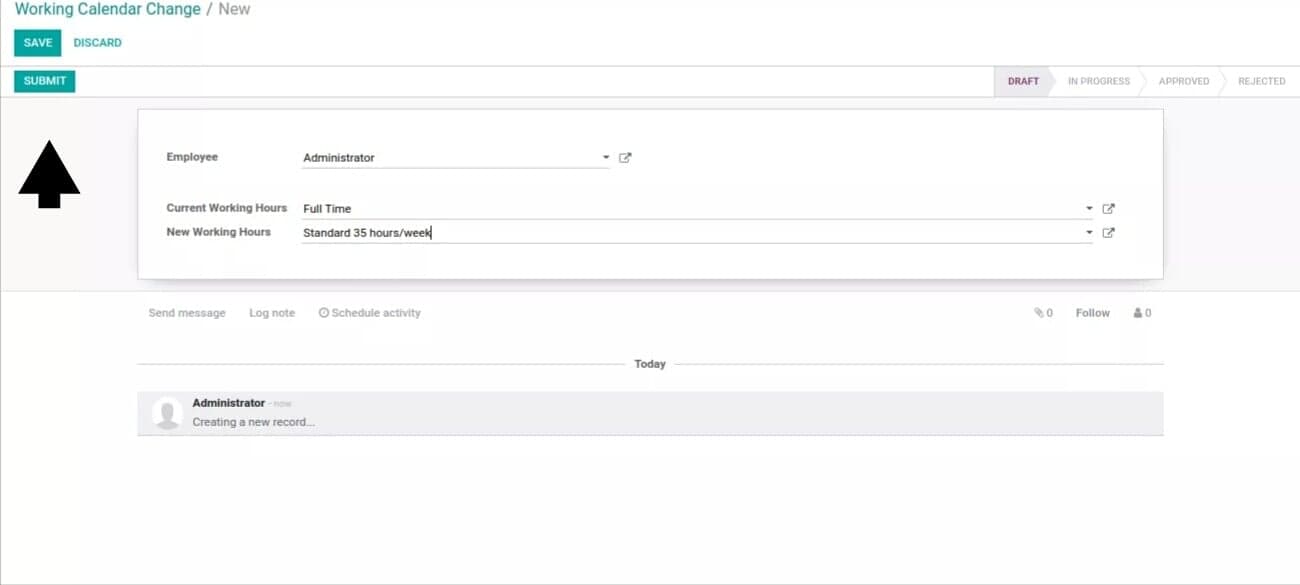 Working Calendar Change / New
SAVE DISCARD
SUBMIT DRAFT IN PROGRESS APPROVED REJECTED
Employee Administrator
Current Working Hours Full Time
New Working Hours Standard 35 hours/week
Send message Log note Schedule activity 0 Follow 0
Today
Administrator - now
Creating a new record...